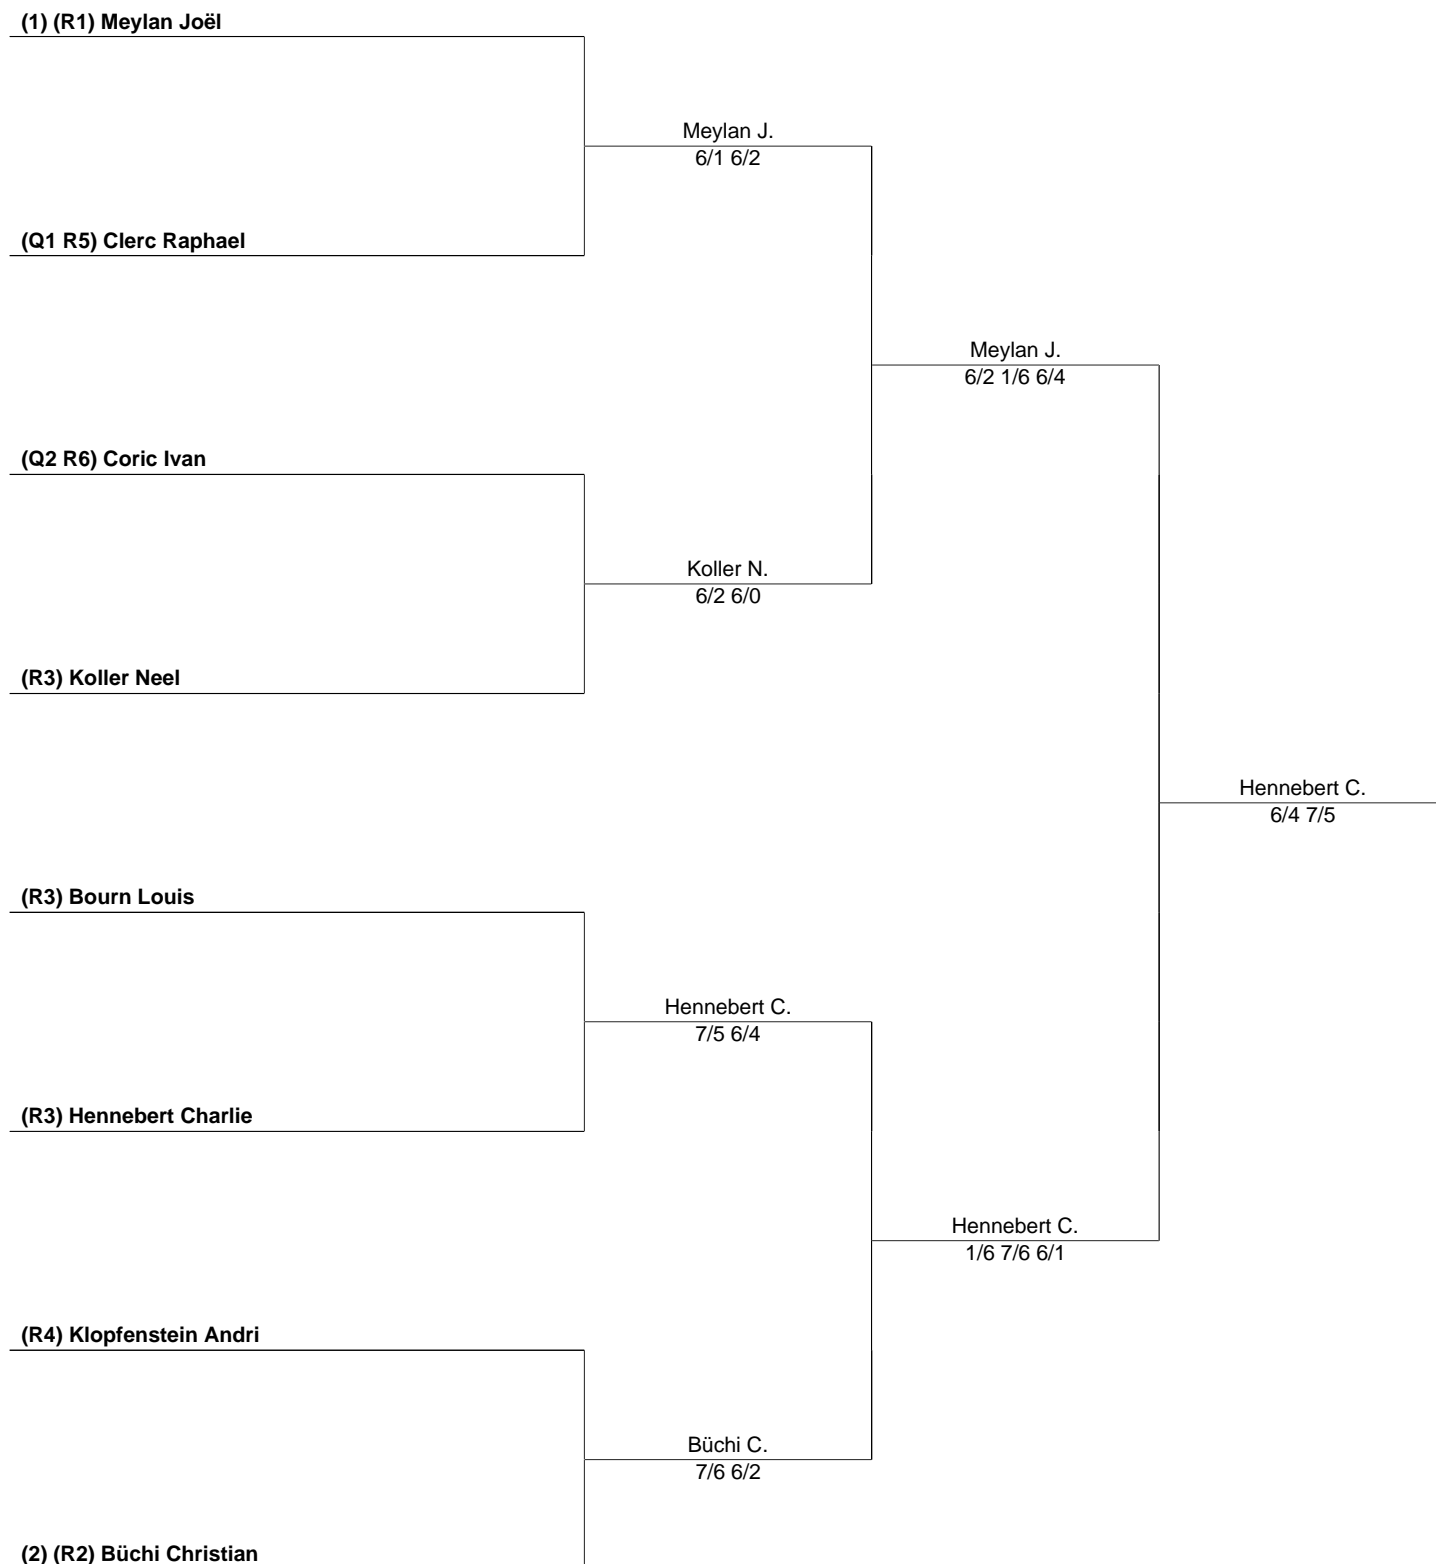 (1) (R1) Meylan Joël
Meylan J.
6/1 6/2
(Q1 R5) Clerc Raphael
Meylan J.
6/2 1/6 6/4
(Q2 R6) Coric Ivan
Koller N.
6/2 6/0
(R3) Koller Neel
Hennebert C.
6/4 7/5
(R3) Bourn Louis
Hennebert C.
7/5 6/4
(R3) Hennebert Charlie
Hennebert C.
1/6 7/6 6/1
(R4) Klopfenstein Andri
Büchi C.
7/6 6/2
(2) (R2) Büchi Christian